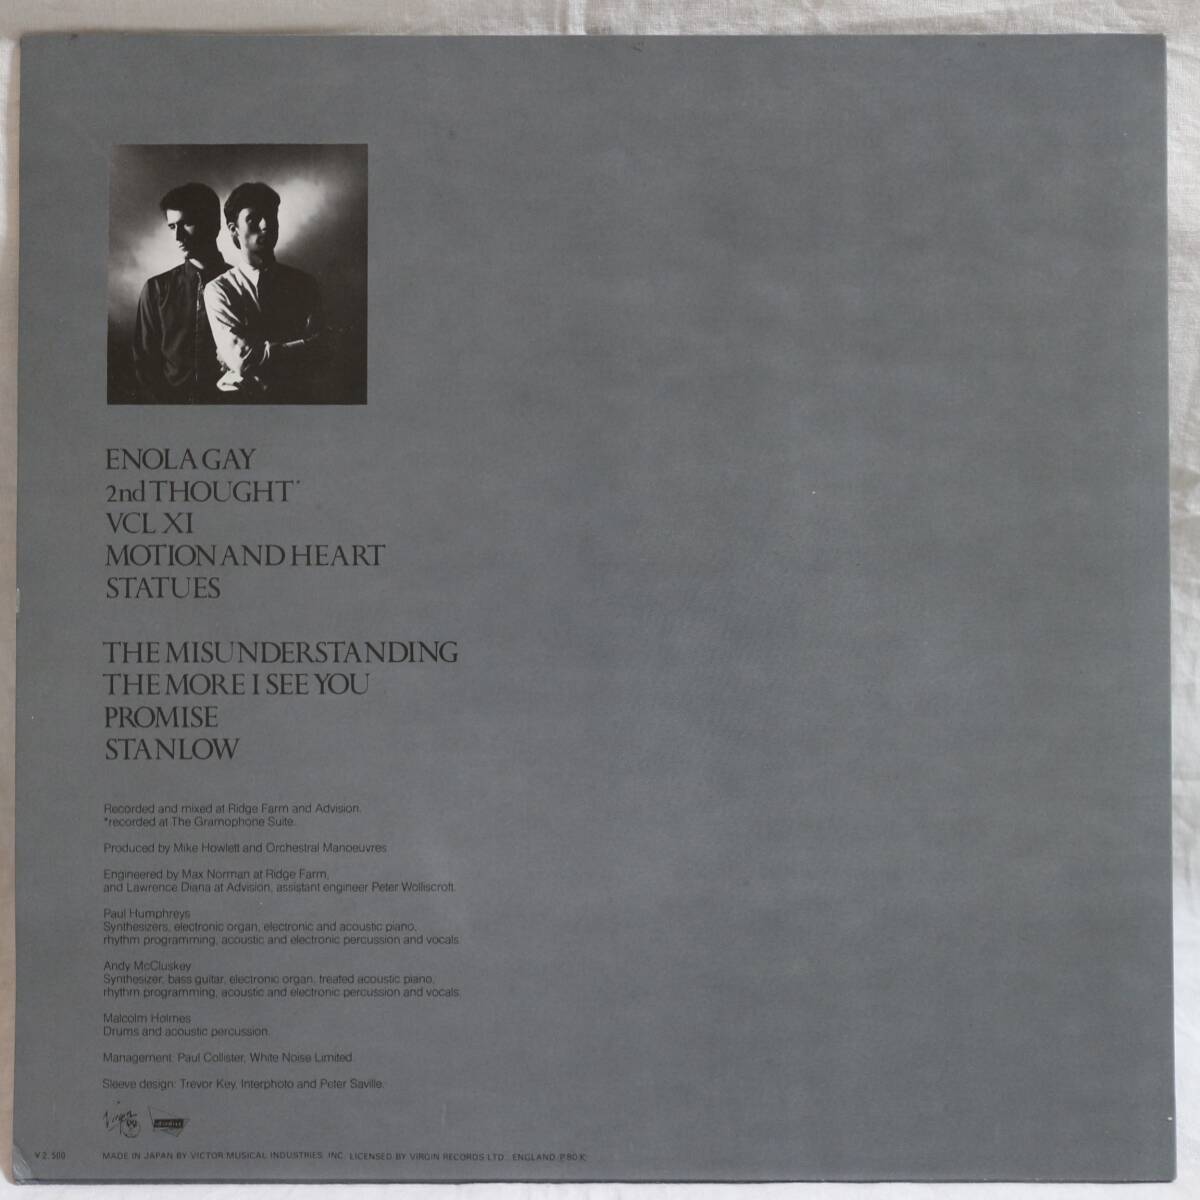 ENOLA GAY
2nd THOUGHT*
VCL XI
MOTION AND HEART
STATUES
THE MISUNDERSTANDING
THE MORE I SEE YOU
PROMISE
STANLOW
Recorded and mixed at Ridge Farm and Advision.
*recorded at The Gramophone Suite.
Produced by Mike Howlett and Orchestral Manoeuvres
Engineered by Max Norman at Ridge Farm,
and Lawrence Diana at Advision, assistant engineer Peter Wolliscroft.
Paul Humphreys
Synthesizers, electronic organ, electronic and acoustic piano,
rhythm programming, acoustic and electronic percussion and vocals.
Andy McCluskey
Synthesizer, bass guitar, electronic organ, treated acoustic piano,
rhythm programming, acoustic and electronic percussion and vocals.
Malcolm Holmes
Drums and acoustic percussion.
Management: Paul Collister, White Noise Limited.
Sleeve design: Trevor Key, Interphoto and Peter Saville.
Virgin
¥2,500 MADE IN JAPAN BY VICTOR MUSICAL INDUSTRIES, INC. LICENSED BY VIRGIN RECORDS LTD., ENGLAND. P.80.K